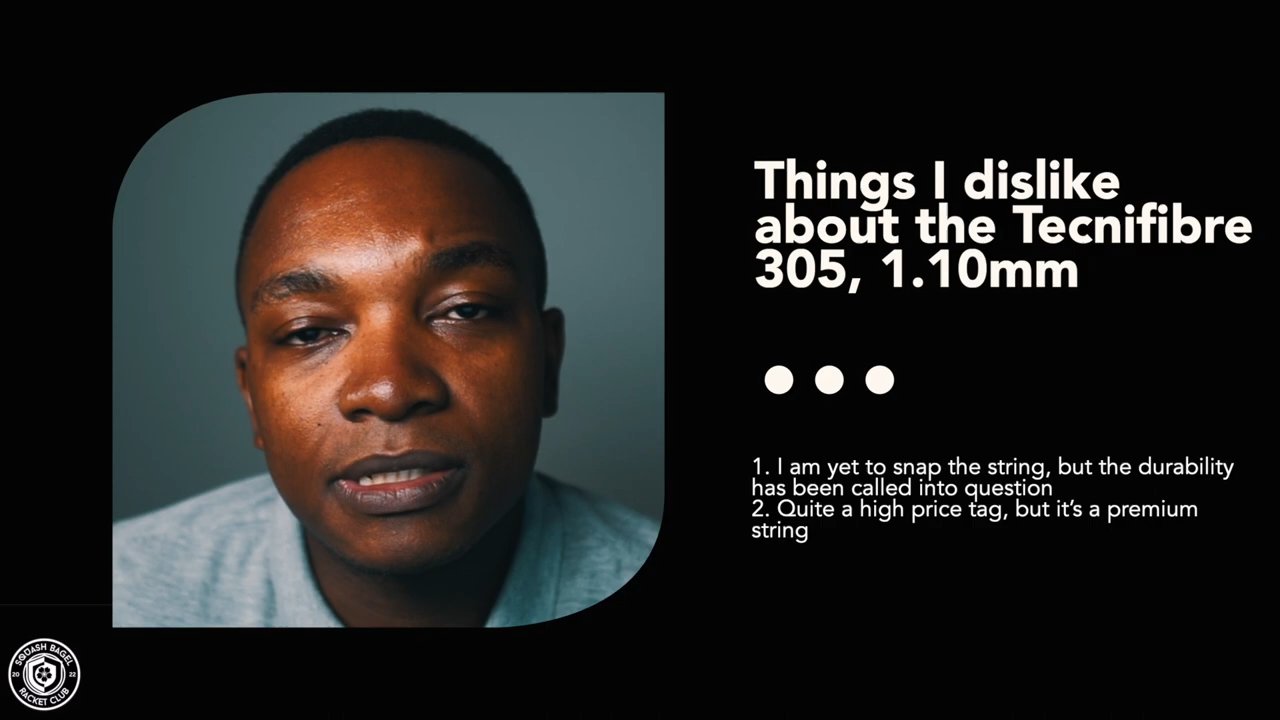 Things I dislike
about the Tecnifibre
305, 1.10mm
1. I am yet to snap the string, but the durability
has been called into question
2. Quite a high price tag, but it's a premium
string
SQUASH BAGEL
20 22
RACKET CLUB